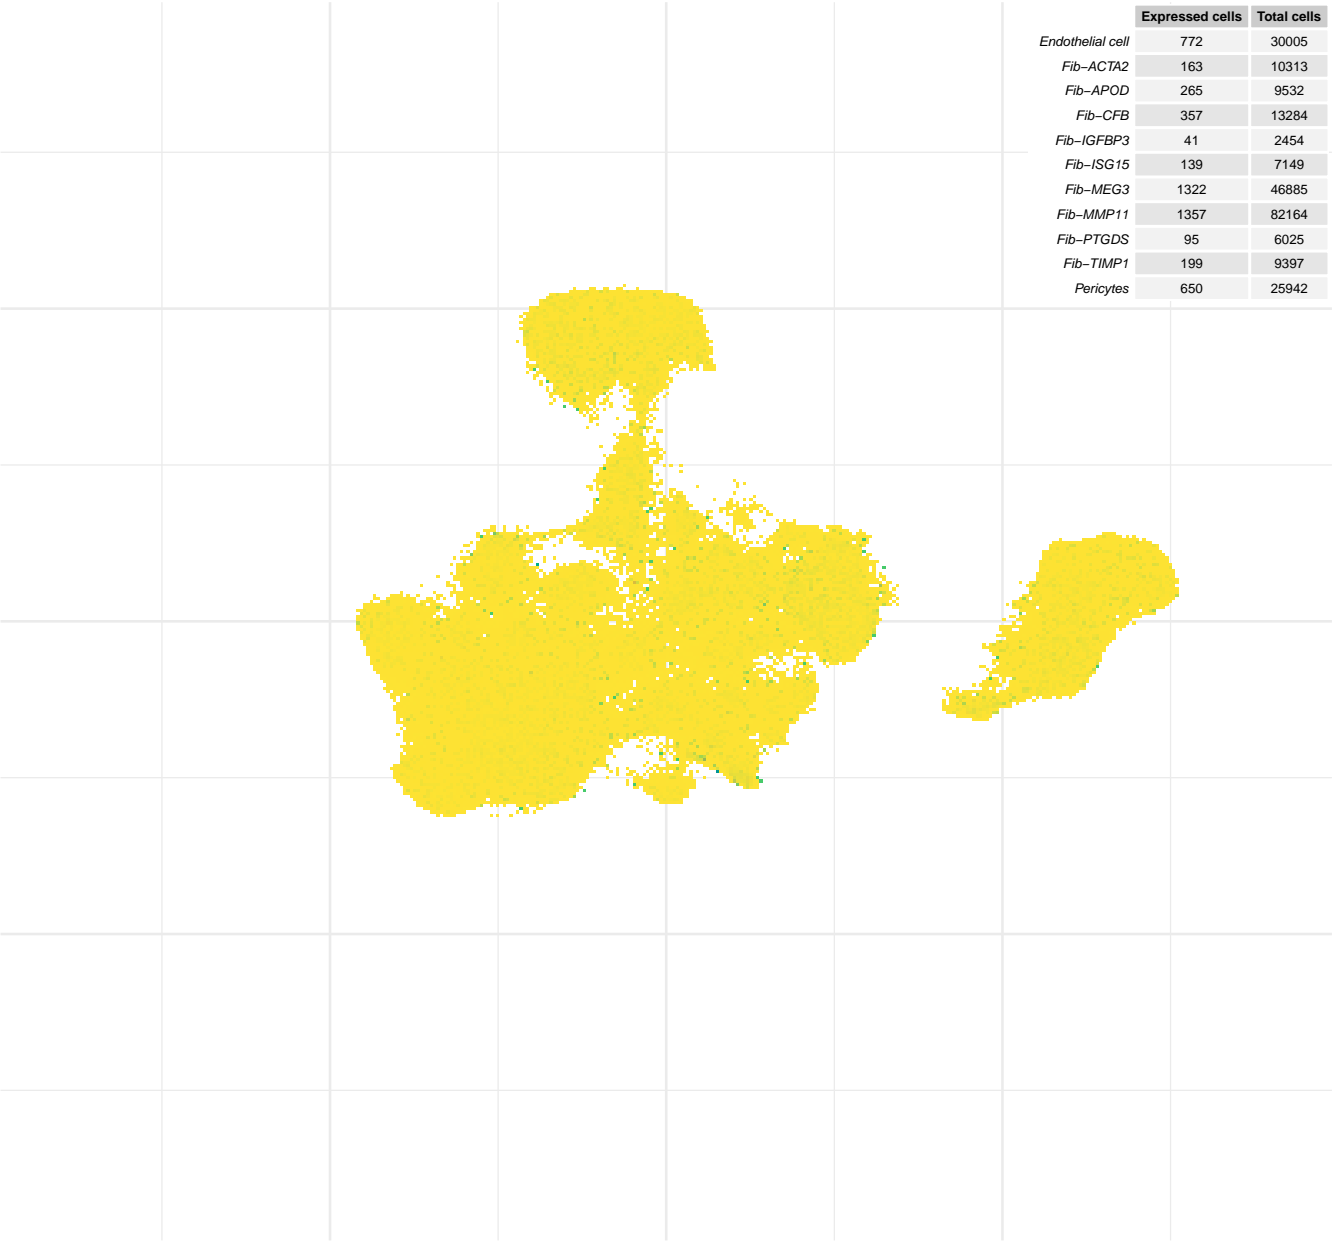 Expressed cells Total cells
Endothelial cell 772 30005
Fib−ACTA2 163 10313
Fib−APOD 265 9532
Fib−CFB 357 13284
Fib−IGFBP3 41 2454
Fib−ISG15 139 7149
Fib−MEG3 1322 46885
Fib−MMP11 1357 82164
Fib−PTGDS 95 6025
Fib−TIMP1 199 9397
Pericytes 650 25942